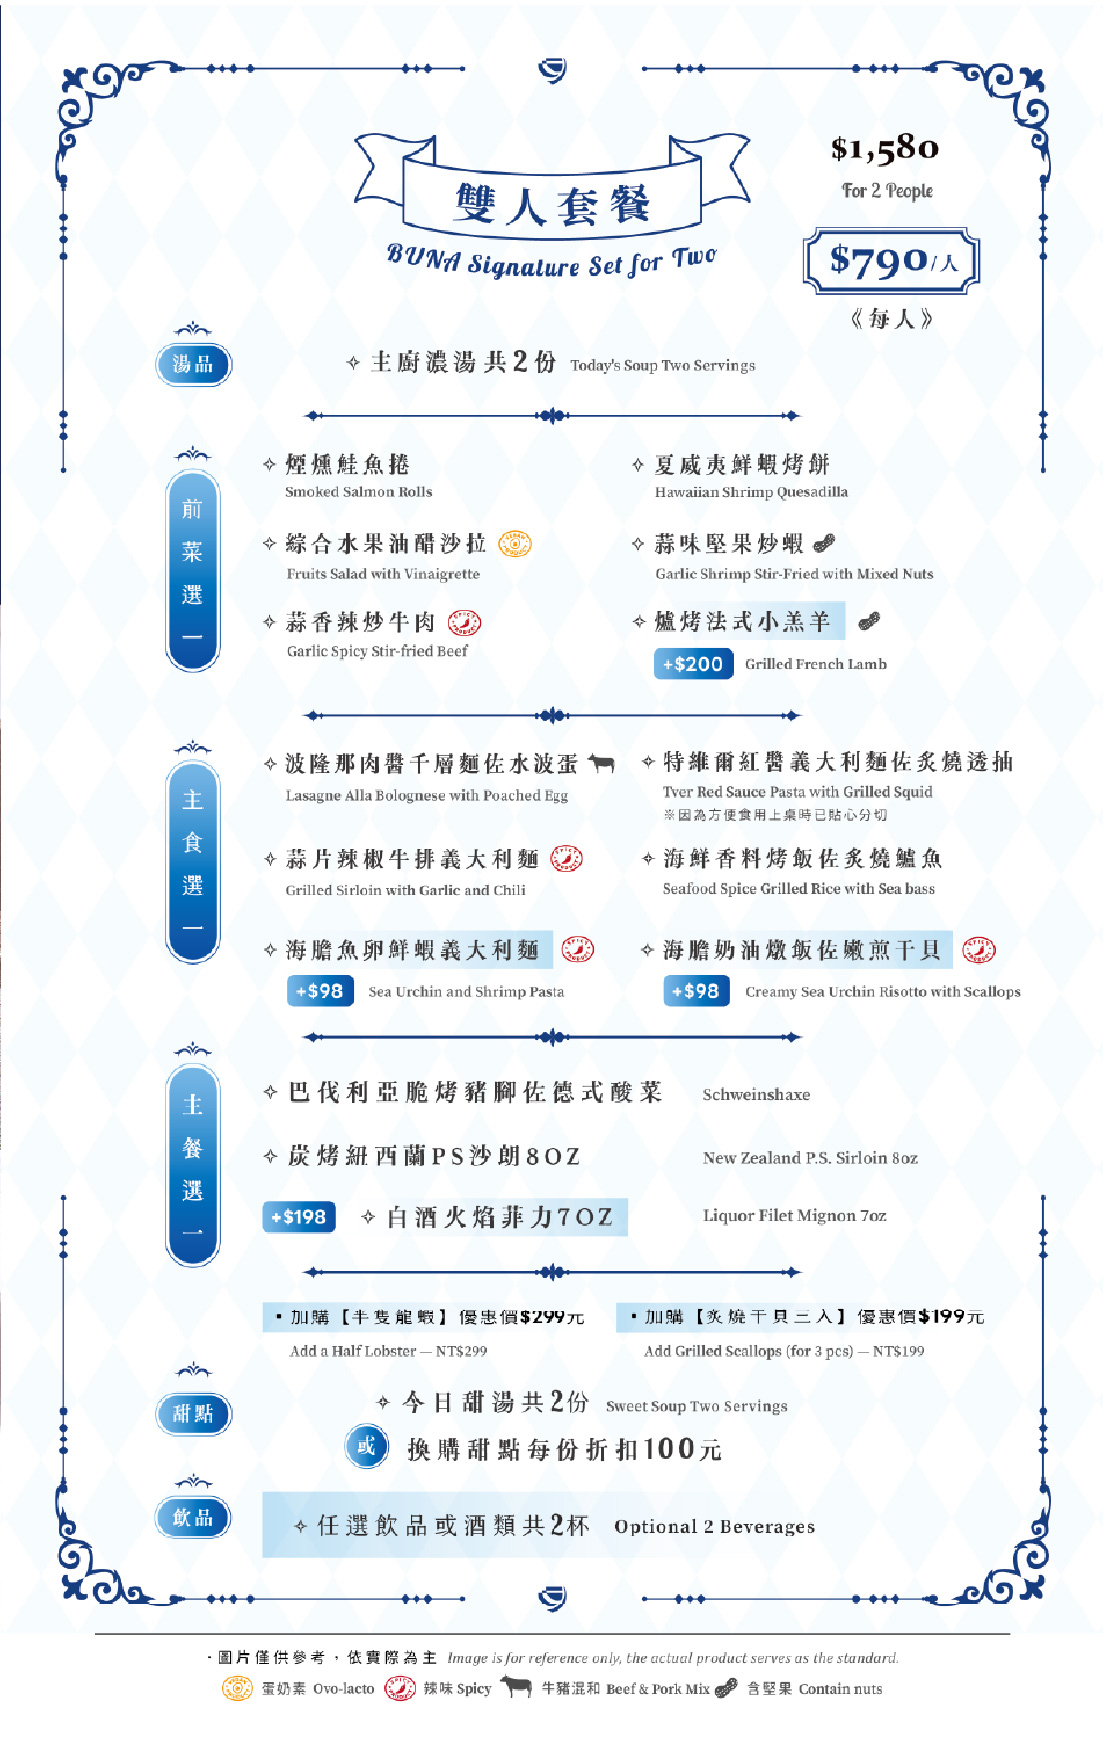 $1,580
For 2 People
雙人套餐
BUNA Signature Set for Two
$790/人
《每人》
湯品
✧ 主廚濃湯共2份 Today's Soup Two Servings
前菜選一
✧ 煙燻鮭魚捲
Smoked Salmon Rolls
✧ 夏威夷鮮蝦烤餅
Hawaiian Shrimp Quesadilla
✧ 綜合水果油醋沙拉
Fruits Salad with Vinaigrette
✧ 蒜味堅果炒蝦
Garlic Shrimp Stir-Fried with Mixed Nuts
✧ 蒜香辣炒牛肉
Garlic Spicy Stir-fried Beef
✧ 爐烤法式小羔羊
+$200 Grilled French Lamb
主食選一
✧ 波隆那肉醬千層麵佐水波蛋
Lasagne Alla Bolognese with Poached Egg
✧ 特維爾紅醬義大利麵佐炙燒透抽
Tver Red Sauce Pasta with Grilled Squid
※因為方便食用上桌時已貼心分切
✧ 蒜片辣椒牛排義大利麵
Grilled Sirloin with Garlic and Chili
✧ 海鮮香料烤飯佐炙燒鱸魚
Seafood Spice Grilled Rice with Sea bass
✧ 海膽魚卵鮮蝦義大利麵
+$98 Sea Urchin and Shrimp Pasta
✧ 海膽奶油燉飯佐嫩煎干貝
+$98 Creamy Sea Urchin Risotto with Scallops
主餐選一
✧ 巴伐利亞脆烤豬腳佐德式酸菜 Schweinshaxe
✧ 炭烤紐西蘭PS沙朗8OZ New Zealand P.S. Sirloin 8oz
+$198 ✧ 白酒火焰菲力7OZ Liquor Filet Mignon 7oz
・加購【半隻龍蝦】優惠價$299元
Add a Half Lobster — NT$299
・加購【炙燒干貝三入】優惠價$199元
Add Grilled Scallops (for 3 pcs) — NT$199
甜點
✧ 今日甜湯共2份 Sweet Soup Two Servings
或 換購甜點每份折扣100元
飲品
✧ 任選飲品或酒類共2杯 Optional 2 Beverages
・圖片僅供參考，依實際為主 Image is for reference only, the actual product serves as the standard.
蛋奶素 Ovo-lacto 辣味 Spicy 牛豬混和 Beef & Pork Mix 含堅果 Contain nuts